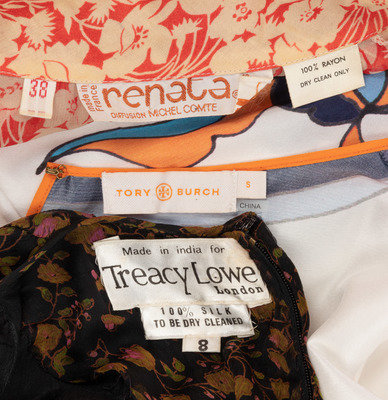 38
made in
France
renata
DIFFUSION MICHEL COMTE
100% RAYON
DRY CLEAN ONLY
TORY BURCH
S
CHINA
Made in india for
Treacy Lowe
London
100% SILK
TO BE DRY CLEANED
8